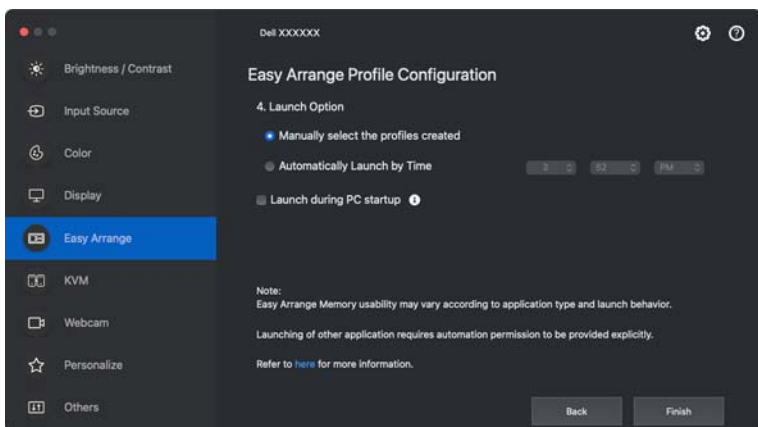 Dell XXXXXX
Brightness / Contrast
Input Source
Color
Display
Easy Arrange
KVM
Webcam
Personalize
Others
Easy Arrange Profile Configuration
4. Launch Option
Manually select the profiles created
Automatically Launch by Time
3 52 PM
Launch during PC startup
Note:
Easy Arrange Memory usability may vary according to application type and launch behavior.
Launching of other application requires automation permission to be provided explicitly.
Refer to here for more information.
Back Finish